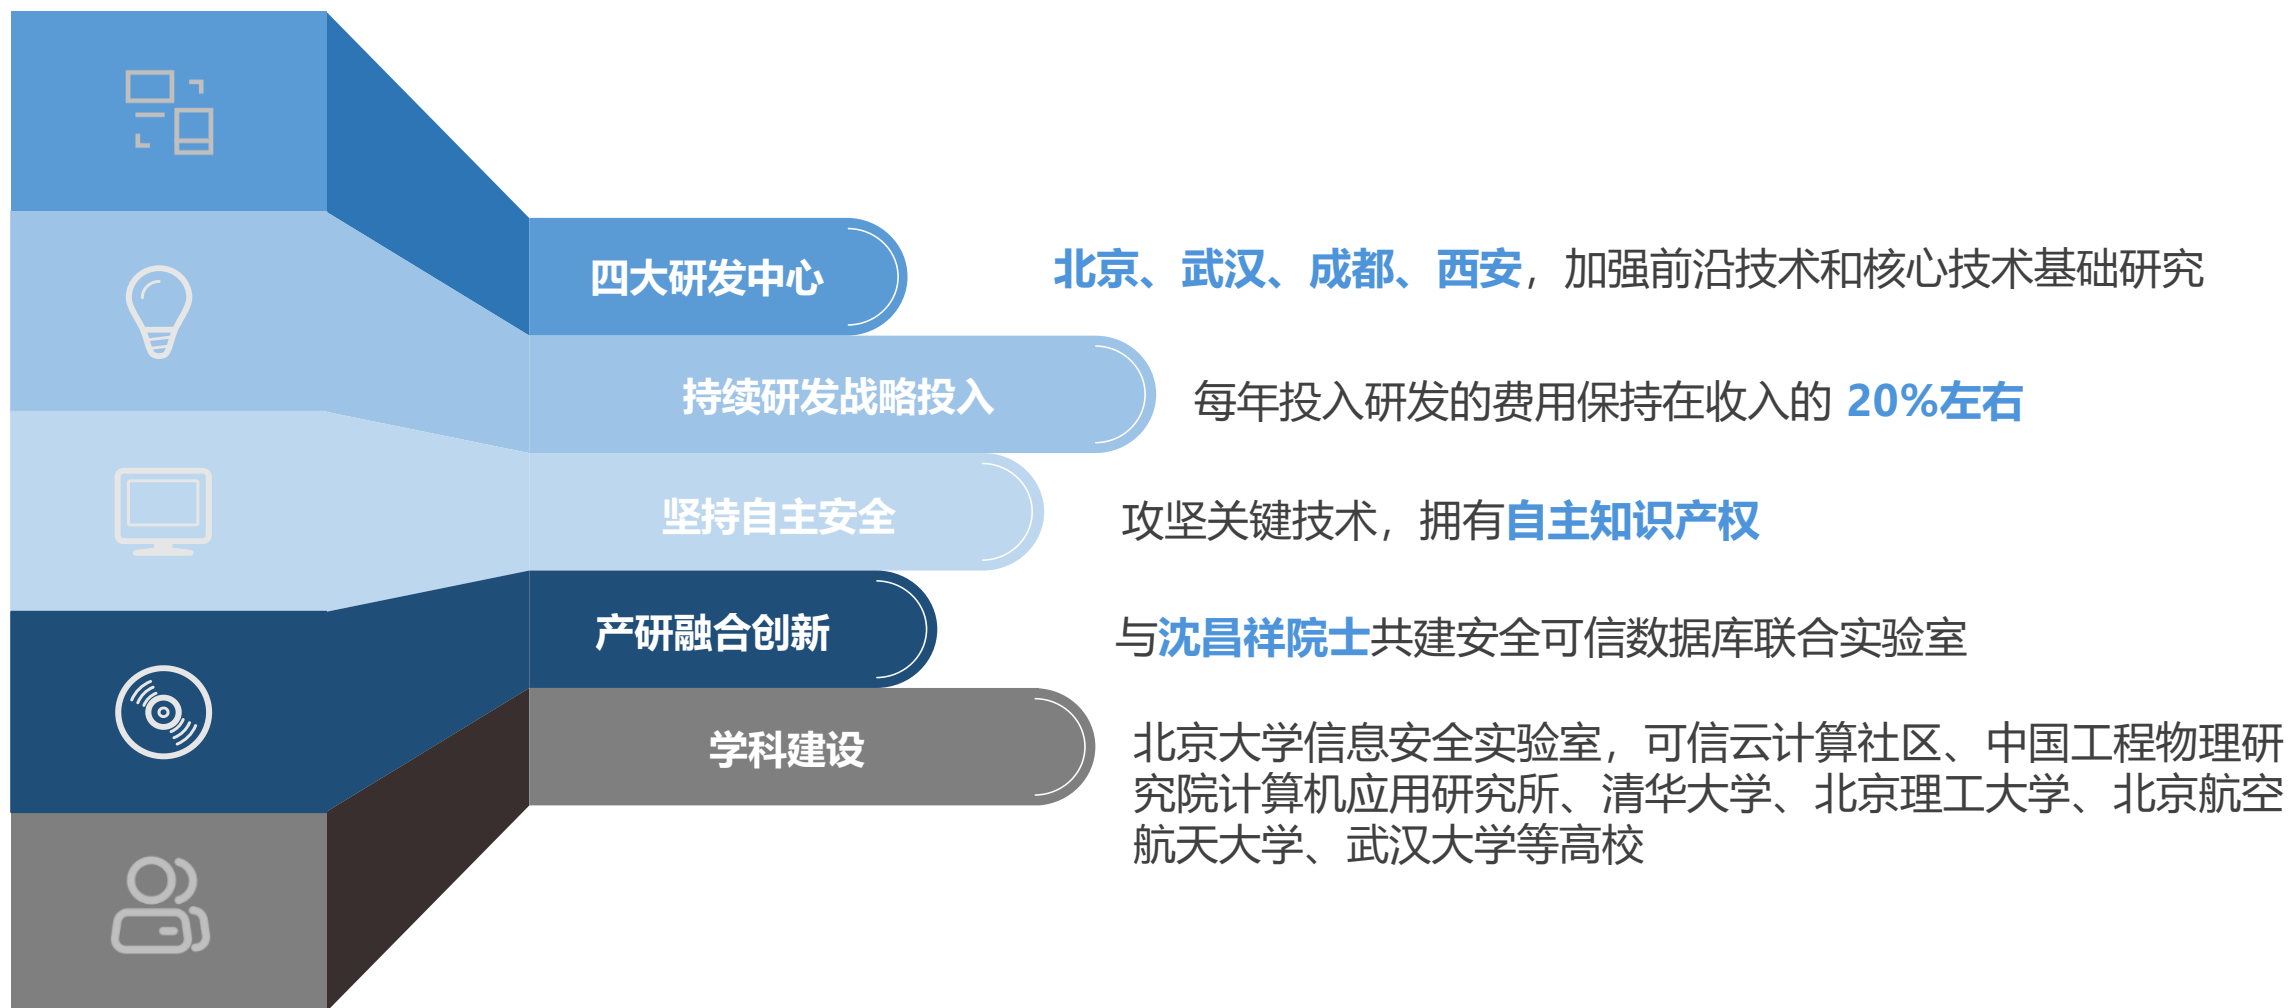 四大研发中心
北京、武汉、成都、西安，加强前沿技术和核心技术基础研究
持续研发战略投入
每年投入研发的费用保持在收入的 20%左右
坚持自主安全
攻坚关键技术，拥有自主知识产权
产研融合创新
与沈昌祥院士共建安全可信数据库联合实验室
学科建设
北京大学信息安全实验室，可信云计算社区、中国工程物理研
究院计算机应用研究所、清华大学、北京理工大学、北京航空
航天大学、武汉大学等高校